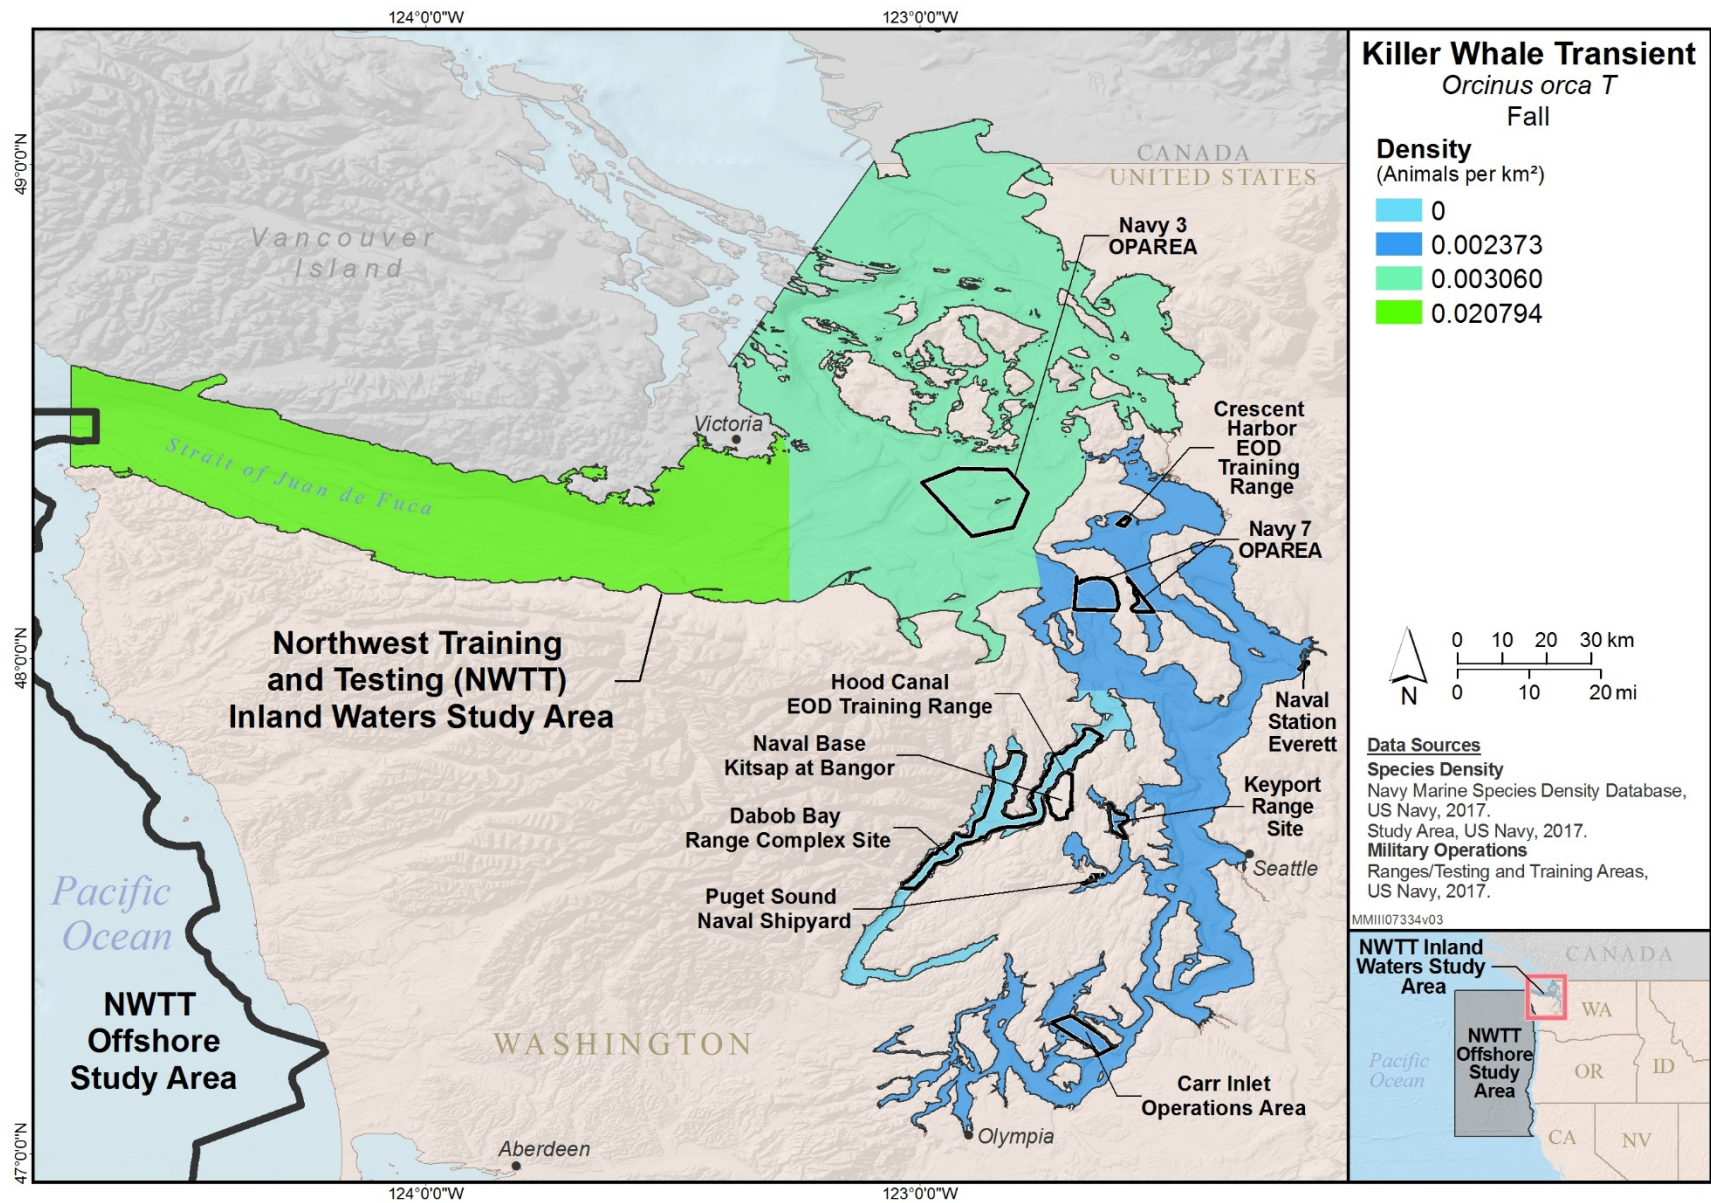 124°0'0"W
123°0'0"W
49°0'0"N
48°0'0"N
47°0'0"N
124°0'0"W
123°0'0"W
CANADA
UNITED STATES
Vancouver
Island
Navy 3
OPAREA
Victoria
Strait of Juan de Fuca
Crescent
Harbor
EOD
Training
Range
Navy 7
OPAREA
Northwest Training
and Testing (NWTT)
Inland Waters Study Area
Hood Canal
EOD Training Range
Naval
Station
Everett
Naval Base
Kitsap at Bangor
Keyport
Range
Site
Dabob Bay
Range Complex Site
Seattle
Puget Sound
Naval Shipyard
Pacific
Ocean
NWTT
Offshore
Study Area
WASHINGTON
Carr Inlet
Operations Area
Olympia
Aberdeen
Killer Whale Transient
Orcinus orca T
Fall
Density
(Animals per km²)
0
0.002373
0.003060
0.020794
N
0 10 20 30 km
0 10 20 mi
Data Sources
Species Density
Navy Marine Species Density Database,
US Navy, 2017.
Study Area, US Navy, 2017.
Military Operations
Ranges/Testing and Training Areas,
US Navy, 2017.
MMIII07334v03
NWTT Inland
Waters Study
Area
CANADA
WA
NWTT
Offshore
Study
Area
Pacific
Ocean
OR
ID
CA
NV